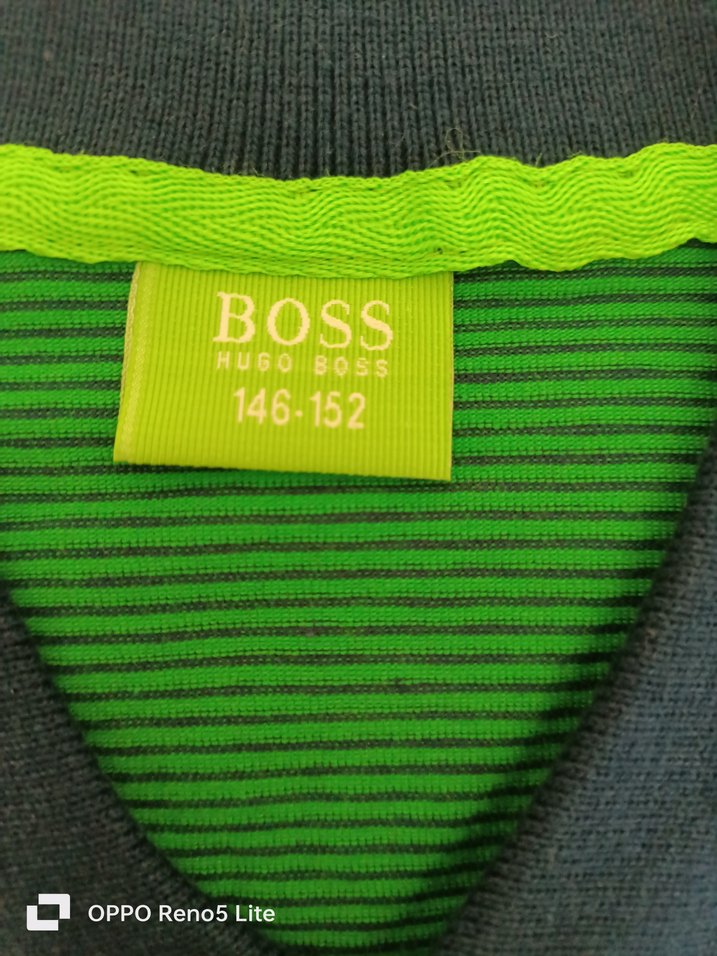 BOSS
HUGO BOSS
146-152
OPPO Reno5 Lite